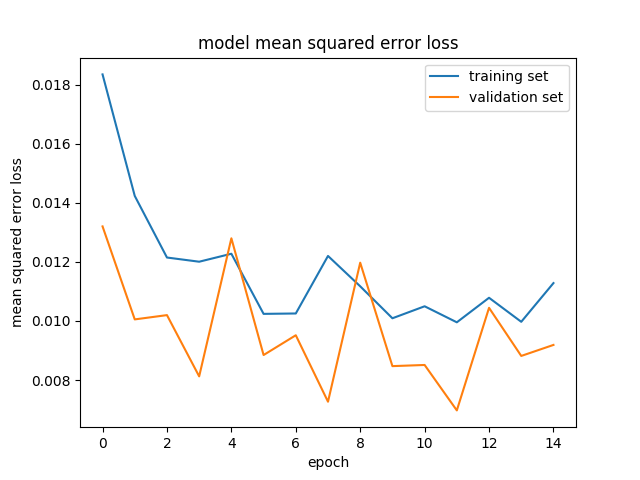 model mean squared error loss
training set
validation set
0.018
0.016
0.014
0.012
0.010
0.008
mean squared error loss
0 2 4 6 8 10 12 14
epoch